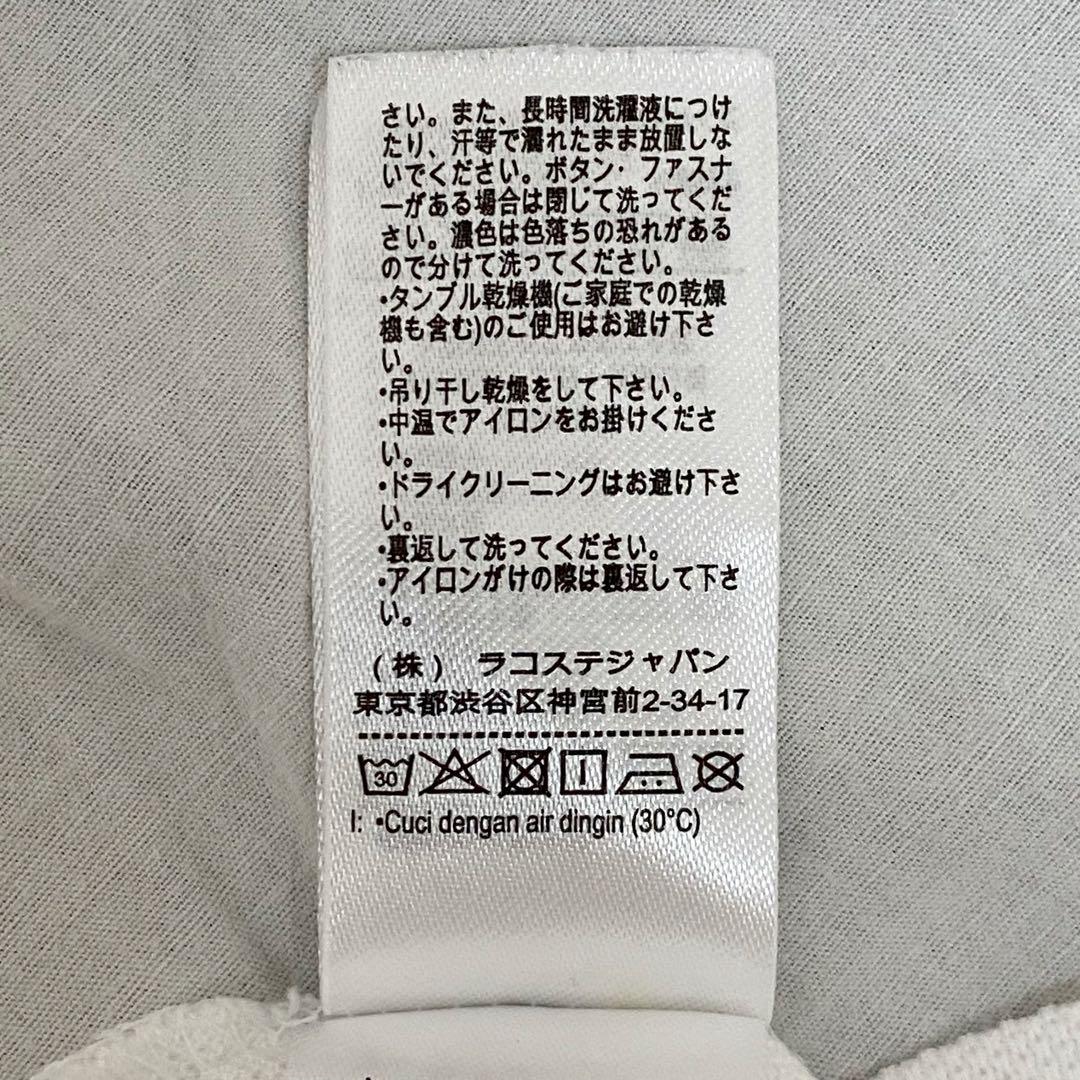 さい。また、長時間洗濯液につけ
たり、汗等で濡れたまま放置しな
いでください。ボタン・ファスナ
ーがある場合は閉じて洗ってくだ
さい。濃色は色落ちの恐れがある
ので分けて洗ってください。
・タンブル乾燥機(ご家庭での乾燥
機も含む)のご使用はお避け下さ
い。
・吊り干し乾燥をして下さい。
・中温でアイロンをお掛けくださ
い。
・ドライクリーニングはお避け下さ
い。
・裏返して洗ってください。
・アイロンがけの際は裏返して下さ
い。
(株) ラコステジャパン
東京都渋谷区神宮前2-34-17
30
I: •Cuci dengan air dingin (30°C)